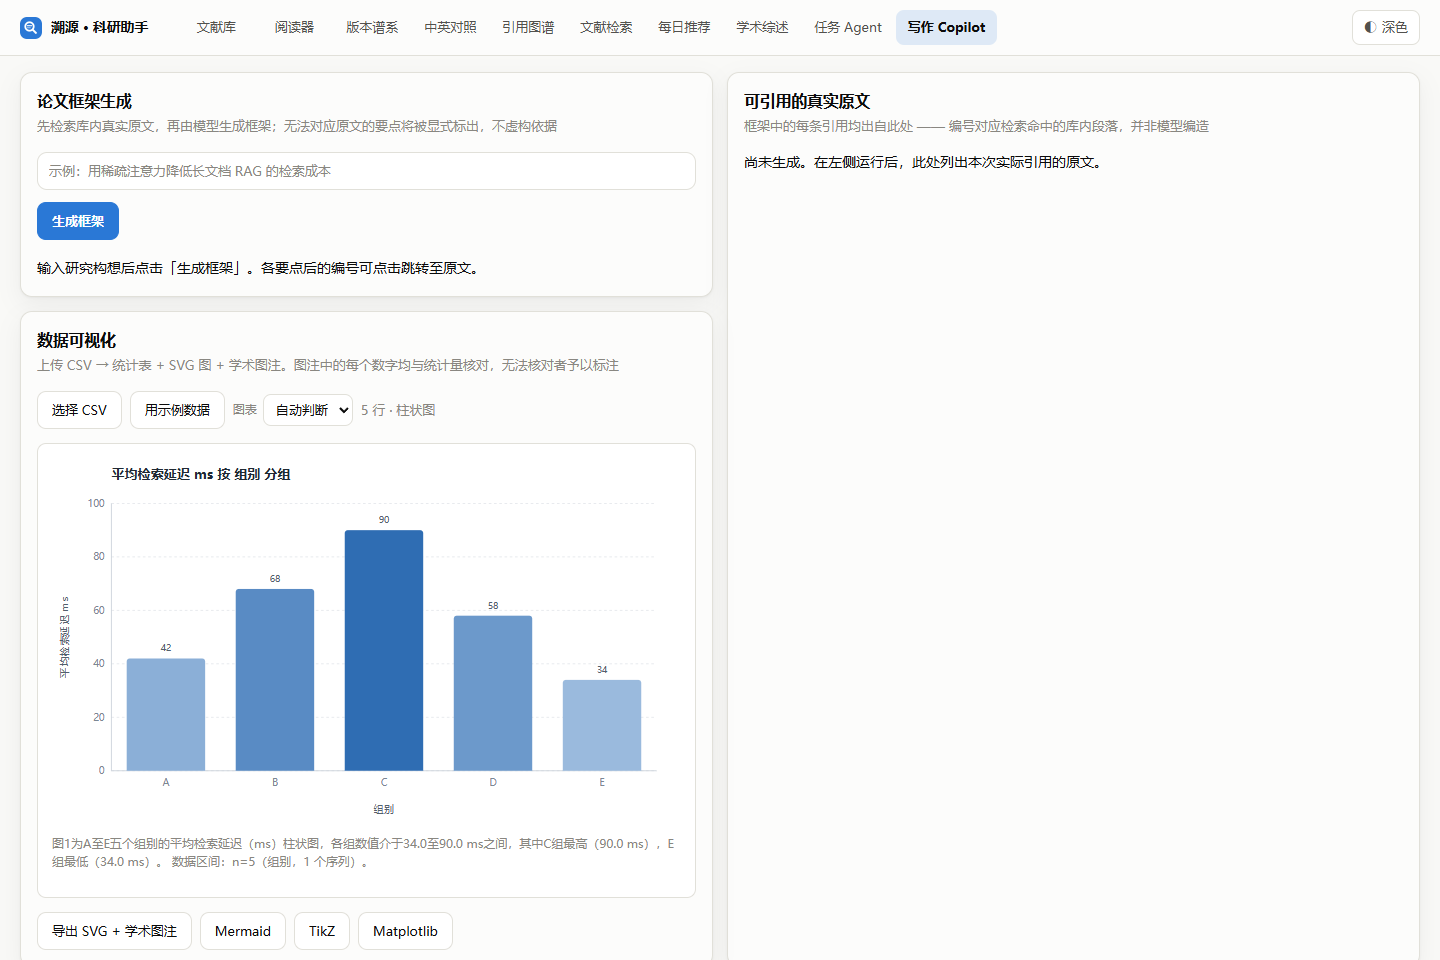 溯源 • 科研助手
文献库
阅读器
版本谱系
中英对照
引用图谱
文献检索
每日推荐
学术综述
任务 Agent
写作 Copilot
深色
论文框架生成
先检索库内真实原文，再由模型生成框架；无法对应原文的要点将被显式标出，不虚构依据
示例：用稀疏注意力降低长文档 RAG 的检索成本
生成框架
输入研究构想后点击「生成框架」。各要点后的编号可点击跳转至原文。
数据可视化
上传 CSV → 统计表 + SVG 图 + 学术图注。图注中的每个数字均与统计量核对，无法核对者予以标注
选择 CSV
用示例数据
图表
自动判断
5 行 · 柱状图
平均检索延迟 ms 按 组别 分组
平均检索延迟 ms
100
80
60
40
20
0
42
68
90
58
34
A
B
C
D
E
组别
图1为A至E五个组别的平均检索延迟（ms）柱状图，各组数值介于34.0至90.0 ms之间，其中C组最高（90.0 ms），E
组最低（34.0 ms）。 数据区间：n=5（组别，1 个序列）。
导出 SVG + 学术图注
Mermaid
TikZ
Matplotlib
可引用的真实原文
框架中的每条引用均出自此处 —— 编号对应检索命中的库内段落，并非模型编造
尚未生成。在左侧运行后，此处列出本次实际引用的原文。